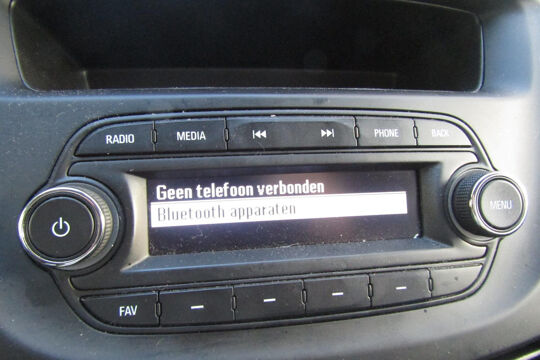 RADIO MEDIA PHONE BACK
Geen telefoon verbonden
Bluetooth apparaten
MENU
FAV